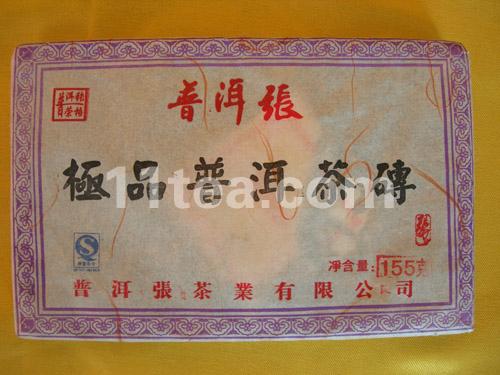 普洱張
極品普洱茶磚
11tea.com
淨含量:155克
普洱張茶業有限公司